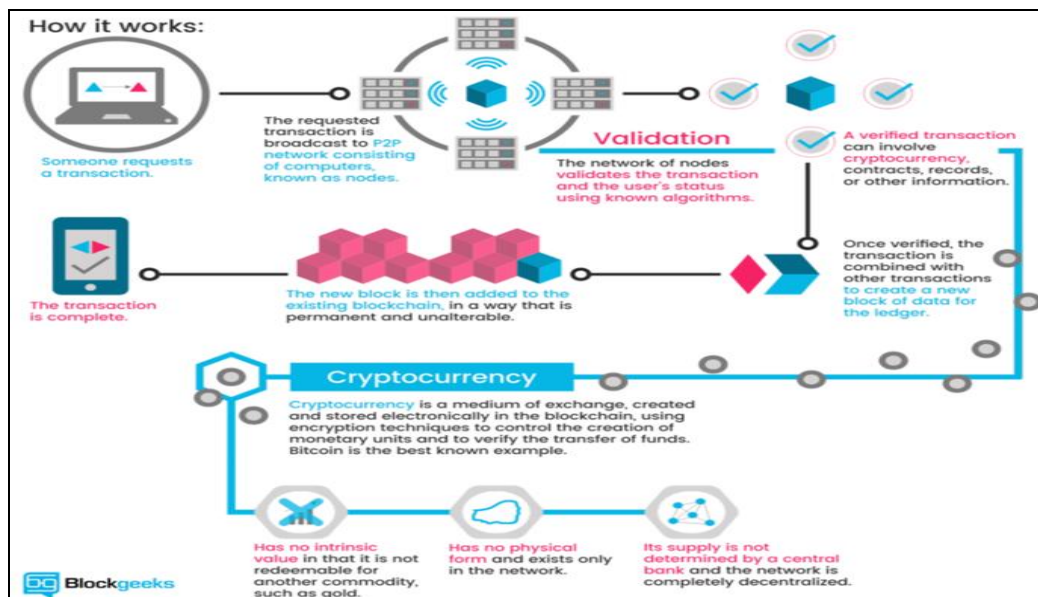 How it works:
Someone requests
a transaction.
The requested
transaction is
broadcast to P2P
network consisting
of computers,
known as nodes.
Validation
The network of nodes
validates the transaction
and the user's status
using known algorithms.
A verified transaction
can involve
cryptocurrency,
contracts, records,
or other information.
Once verified, the
transaction is
combined with
other transactions
to create a new
block of data for
the ledger.
The new block is then added to the
existing blockchain, in a way that is
permanent and unalterable.
The transaction
is complete.
Cryptocurrency
Cryptocurrency is a medium of exchange, created
and stored electronically in the blockchain, using
encryption techniques to control the creation of
monetary units and to verify the transfer of funds.
Bitcoin is the best known example.
Has no intrinsic
value in that it is not
redeemable for
another commodity,
such as gold.
Has no physical
form and exists only
in the network.
Its supply is not
determined by a central
bank and the network is
completely decentralized.
bg Blockgeeks